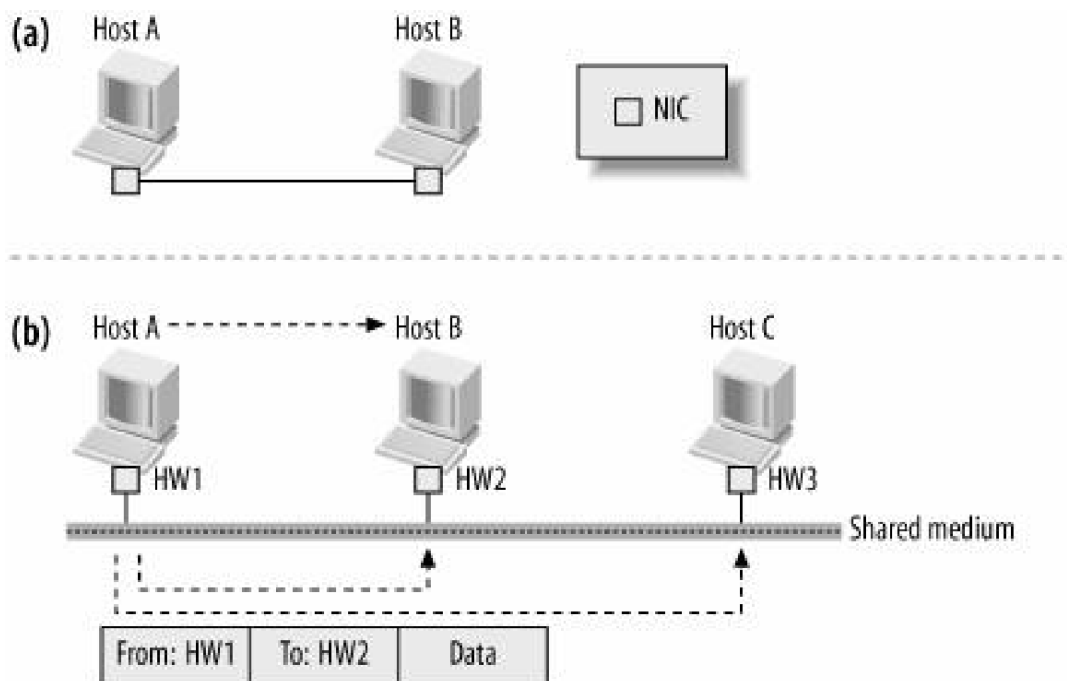 (a) Host A Host B
NIC
(b) Host A Host B Host C
HW1 HW2 HW3
Shared medium
From: HW1 To: HW2 Data